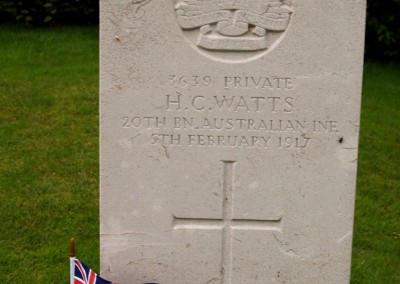 3639 PRIVATE
H.C. WATTS
20TH BN. AUSTRALIAN INF.
5TH FEBRUARY 1917